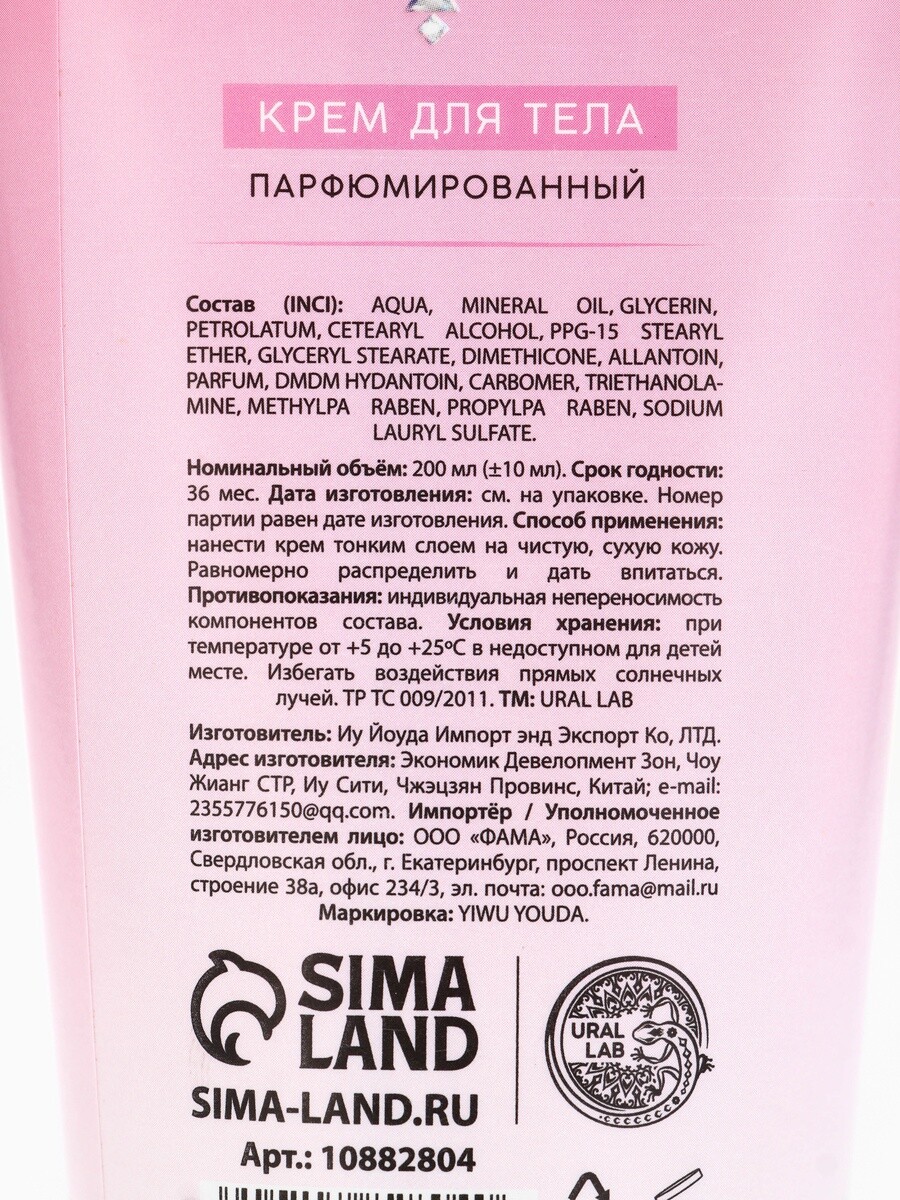 КРЕМ ДЛЯ ТЕЛА
ПАРФЮМИРОВАННЫЙ
Состав (INCI): AQUA, MINERAL OIL, GLYCERIN,
PETROLATUM, CETEARYL ALCOHOL, PPG-15 STEARYL
ETHER, GLYCERYL STEARATE, DIMETHICONE, ALLANTOIN,
PARFUM, DMDM HYDANTOIN, CARBOMER, TRIETHANOLA-
MINE, METHYLPA RABEN, PROPYLPA RABEN, SODIUM
LAURYL SULFATE.
Номинальный объём: 200 мл (±10 мл). Срок годности:
36 мес. Дата изготовления: см. на упаковке. Номер
партии равен дате изготовления. Способ применения:
нанести крем тонким слоем на чистую, сухую кожу.
Равномерно распределить и дать впитаться.
Противопоказания: индивидуальная непереносимость
компонентов состава. Условия хранения: при
температуре от +5 до +25ºС в недоступном для детей
месте. Избегать воздействия прямых солнечных
лучей. ТР ТС 009/2011. ТМ: URAL LAB
Изготовитель: Иу Йоуда Импорт энд Экспорт Ко, ЛТД.
Адрес изготовителя: Экономик Девелопмент Зон, Чоу
Жианг СТР, Иу Сити, Чжэцзян Провинс, Китай; e-mail:
2355776150@qq.com. Импортёр / Уполномоченное
изготовителем лицо: ООО «ФАМА», Россия, 620000,
Свердловская обл., г. Екатеринбург, проспект Ленина,
строение 38а, офис 234/3, эл. почта: ooo.fama@mail.ru
Маркировка: YIWU YOUDA.
SIMA
LAND
SIMA-LAND.RU
Арт.: 10882804
URAL
LAB